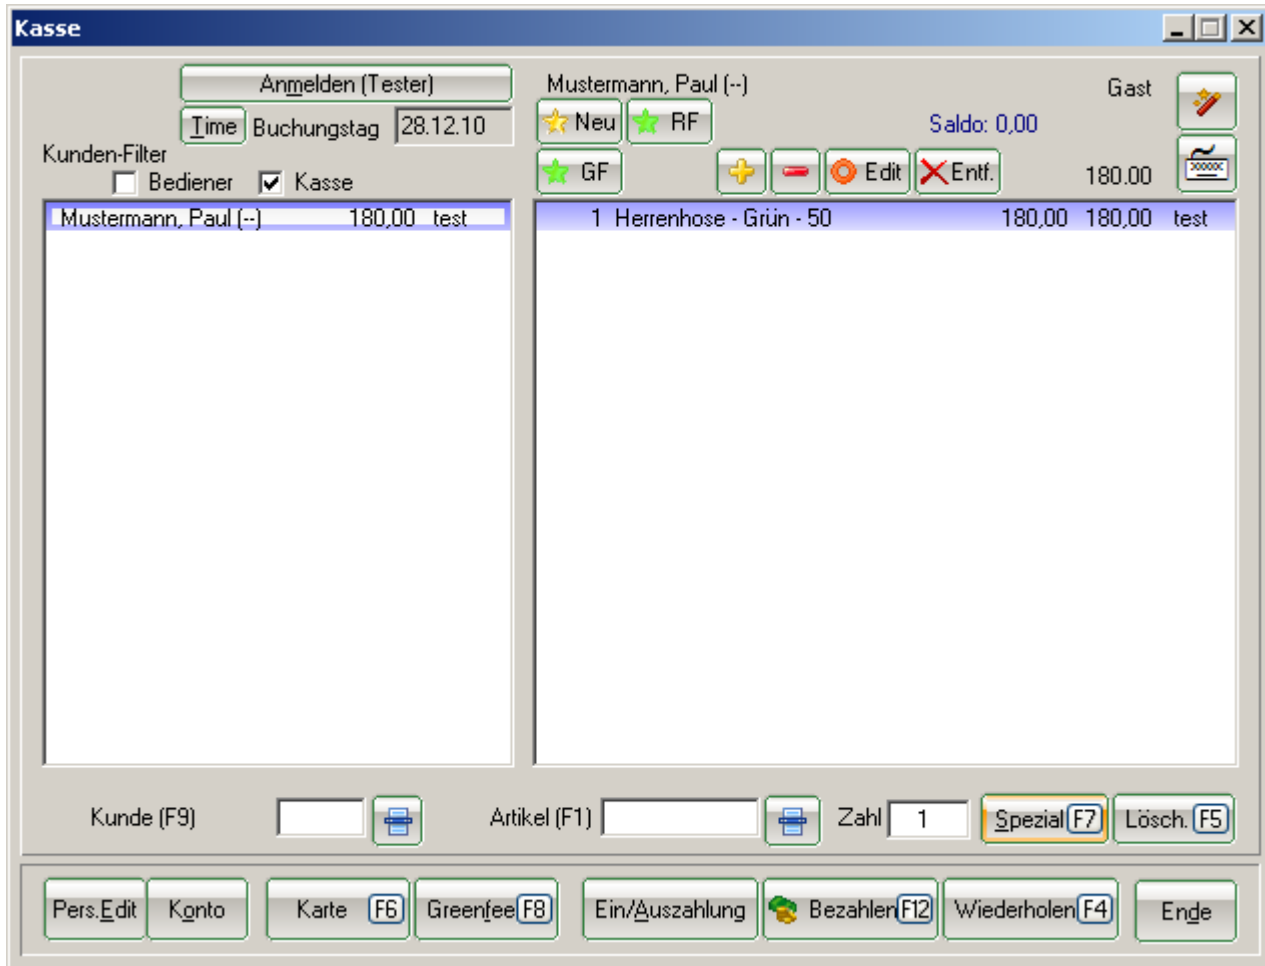 Kasse
Anmelden (Tester)
Time Buchungstag 28.12.10
Kunden-Filter
Bediener Kasse
Mustermann, Paul (--) 180,00 test
Mustermann, Paul (--) Gast
Neu RF Saldo: 0,00
GF Edit Entf. 180.00
1 Herrenhose - Grün - 50 180,00 180,00 test
Kunde (F9) Artikel (F1) Zahl 1 Spezial F7 Lösch. F5
Pers.Edit Konto Karte F6 Greenfee F8 Ein/Auszahlung Bezahlen F12 Wiederholen F4 Ende